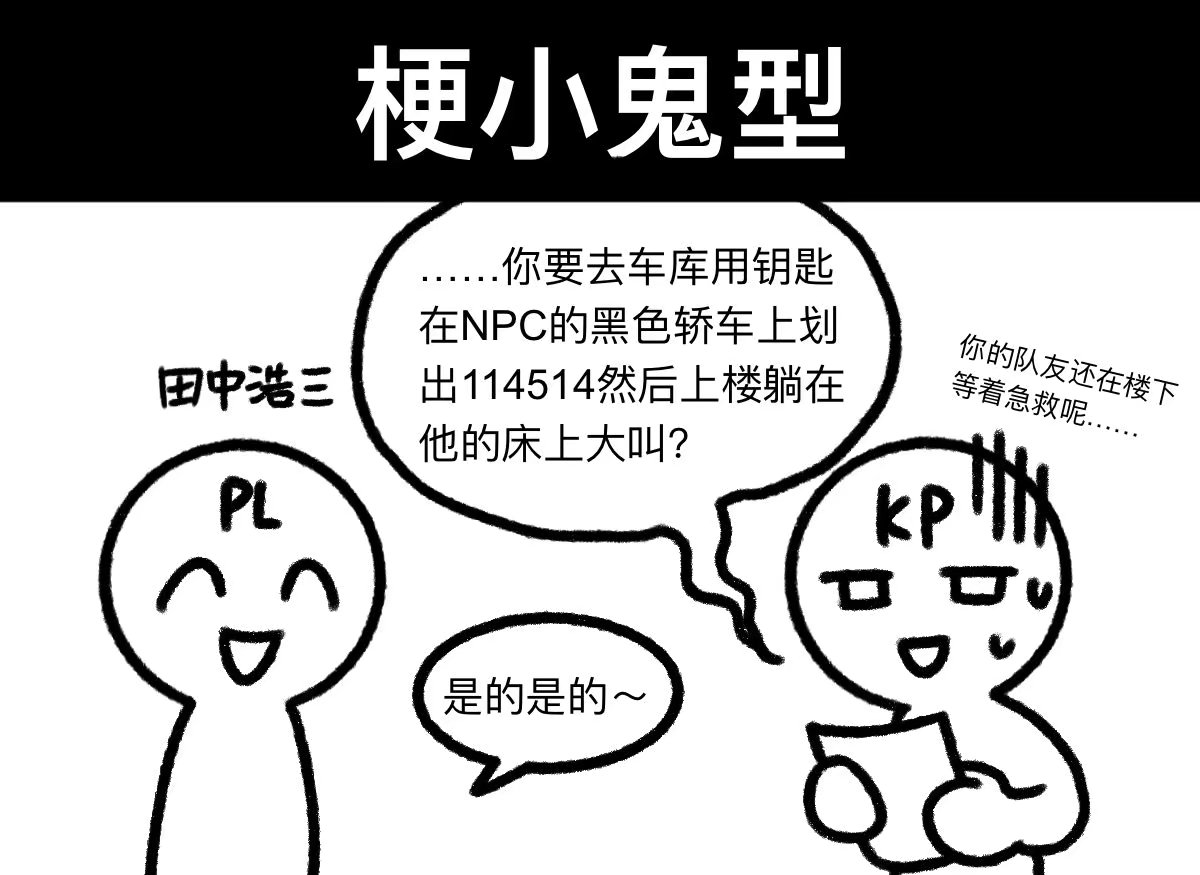 梗小鬼型
……你要去车库用钥匙
在NPC的黑色轿车上划
出114514然后上楼躺在
他的床上大叫？
你的队友还在楼下
等着急救呢……
田中浩三
PL
KP
是的是的～